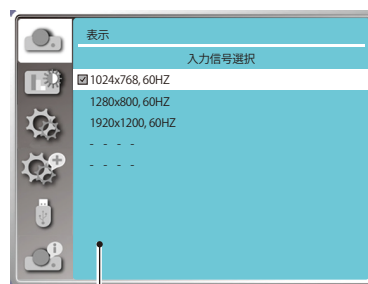 表示
入力信号選択
1024x768, 60HZ
1280x800, 60HZ
1920x1200, 60HZ
- - - -
- - - -